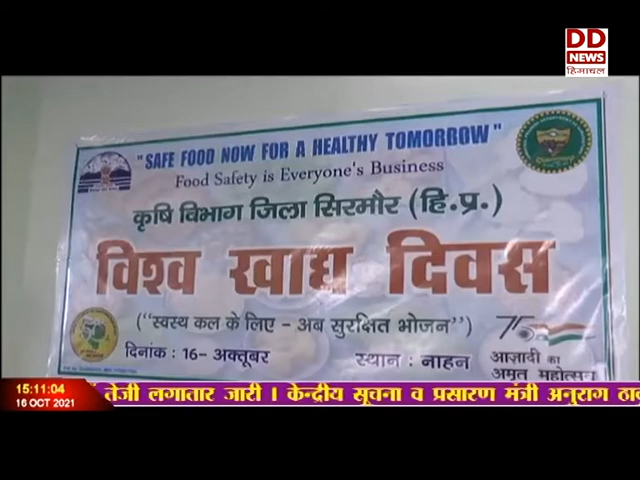 DD
NEWS
हिमाचल
"SAFE FOOD NOW FOR A HEALTHY TOMORROW"
Food Safety is Everyone's Business
कृषि विभाग जिला सिरमौर (हि.प्र.)
विश्व खाद्य दिवस
("स्वस्थ कल के लिए - अब सुरक्षित भोजन")
दिनांक : 16- अक्तूबर
स्थान : नाहन
75
आज़ादी का
अमृत महोत्सव
15:11:04
16 OCT 2021
तेजी लगातार जारी । केन्द्रीय सूचना व प्रसारण मंत्री अनुराग ठा